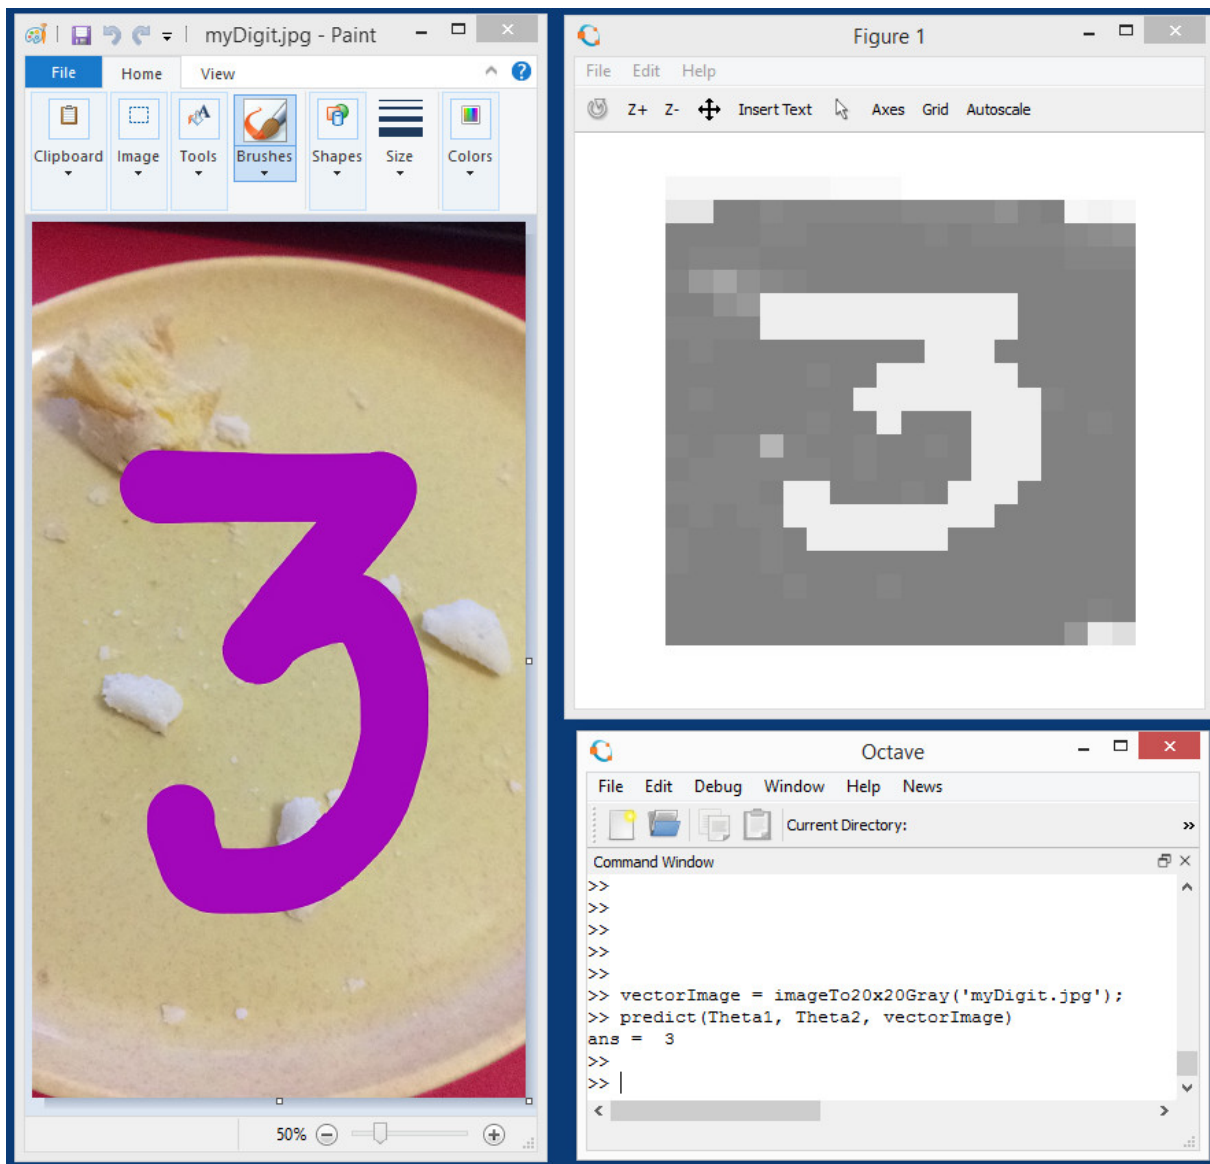 myDigit.jpg - Paint
File Home View
Clipboard Image Tools Brushes Shapes Size Colors
3
50%
Figure 1
File Edit Help
Z+ Z- Insert Text Axes Grid Autoscale
3
Octave
File Edit Debug Window Help News
Current Directory: »
Command Window
>>
>>
>>
>>
>>
>> vectorImage = imageTo20x20Gray('myDigit.jpg');
>> predict(Theta1, Theta2, vectorImage)
ans =  3
>>
>>